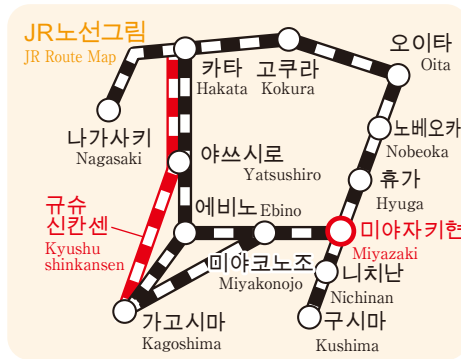 JR노선그림
JR Route Map
카타
Hakata
고쿠라
Kokura
오이타
Oita
나가사키
Nagasaki
노베오카
Nobeoka
야쓰시로
Yatsushiro
휴가
Hyuga
규슈
신칸센
Kyushu
shinkansen
에비노 Ebino
미야자키현
Miyazaki
미야코노조
Miyakonojo
니치난
Nichinan
가고시마
Kagoshima
구시마
Kushima